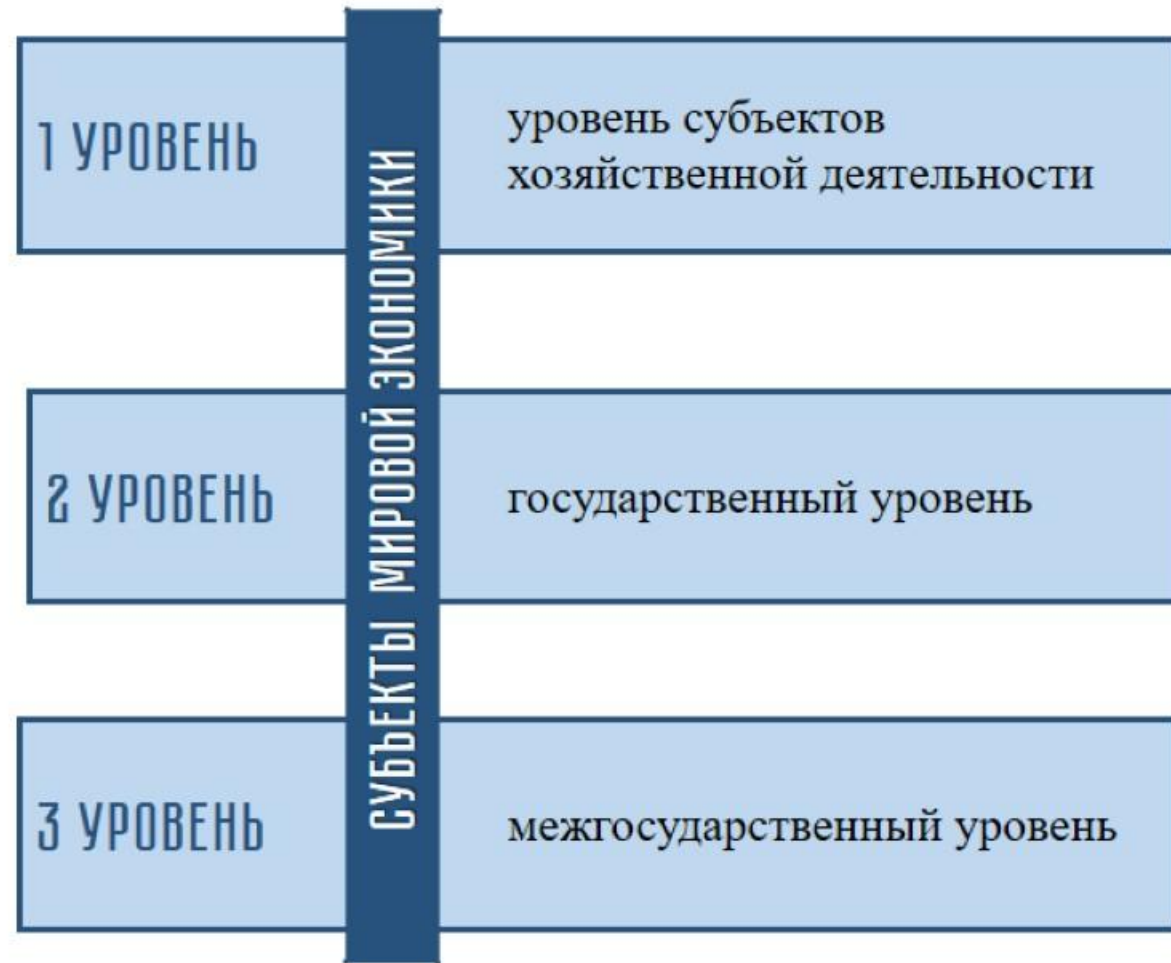 СУБЪЕКТЫ МИРОВОЙ ЭКОНОМИКИ
1 УРОВЕНЬ
уровень субъектов
хозяйственной деятельности
2 УРОВЕНЬ
государственный уровень
3 УРОВЕНЬ
межгосударственный уровень